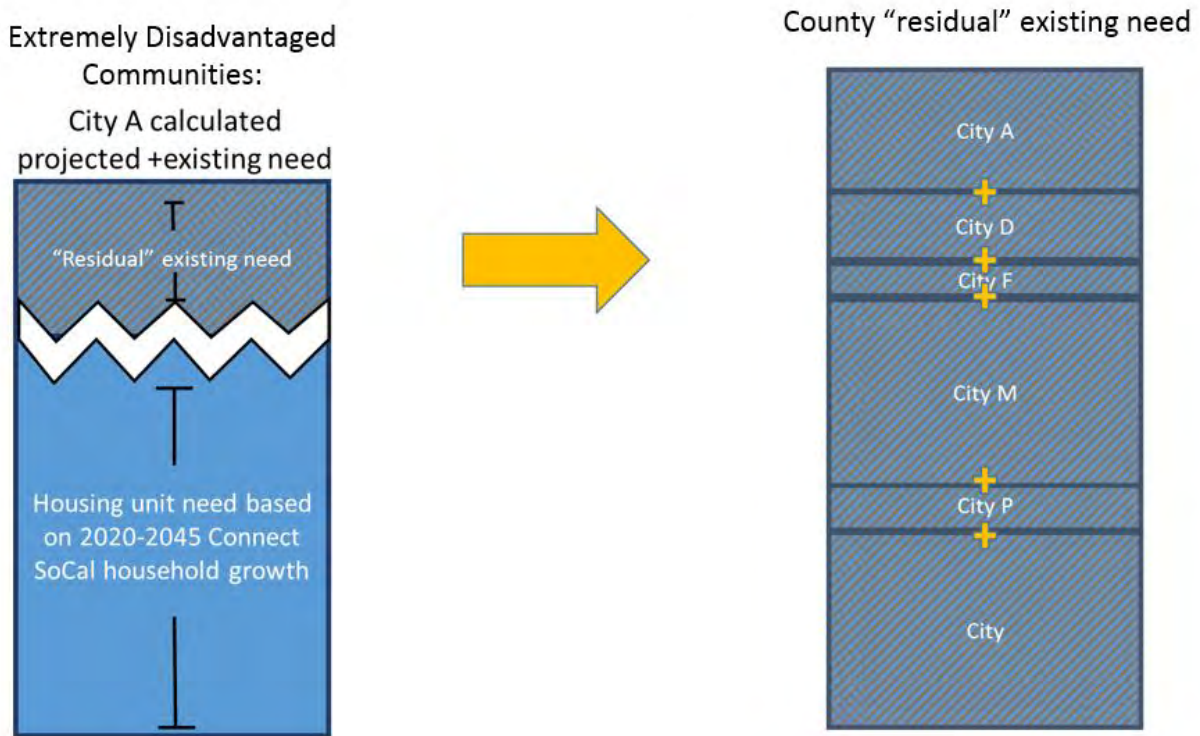 Extremely Disadvantaged
Communities:
City A calculated
projected +existing need
“Residual” existing need
Housing unit need based
on 2020-2045 Connect
SoCal household growth
County “residual” existing need
City A
+
City D
+
City F
+
City M
+
City P
+
City